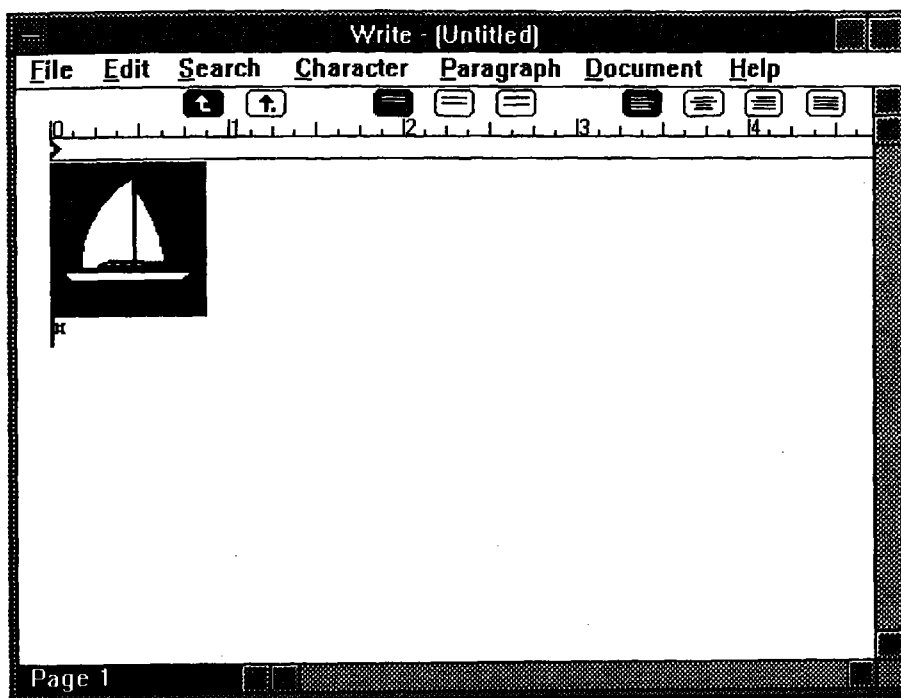 Write - (Untitled)
File Edit Search Character Paragraph Document Help
0 1 2 3 4
¤
Page 1